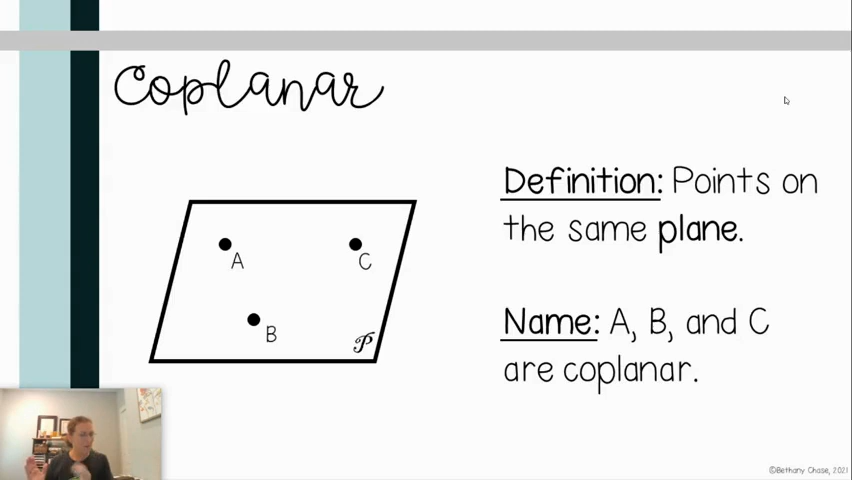 Coplanar
Definition: Points on
the same plane.
A
C
B
𝒫
Name: A, B, and C
are coplanar.
©Bethany Chase, 2021